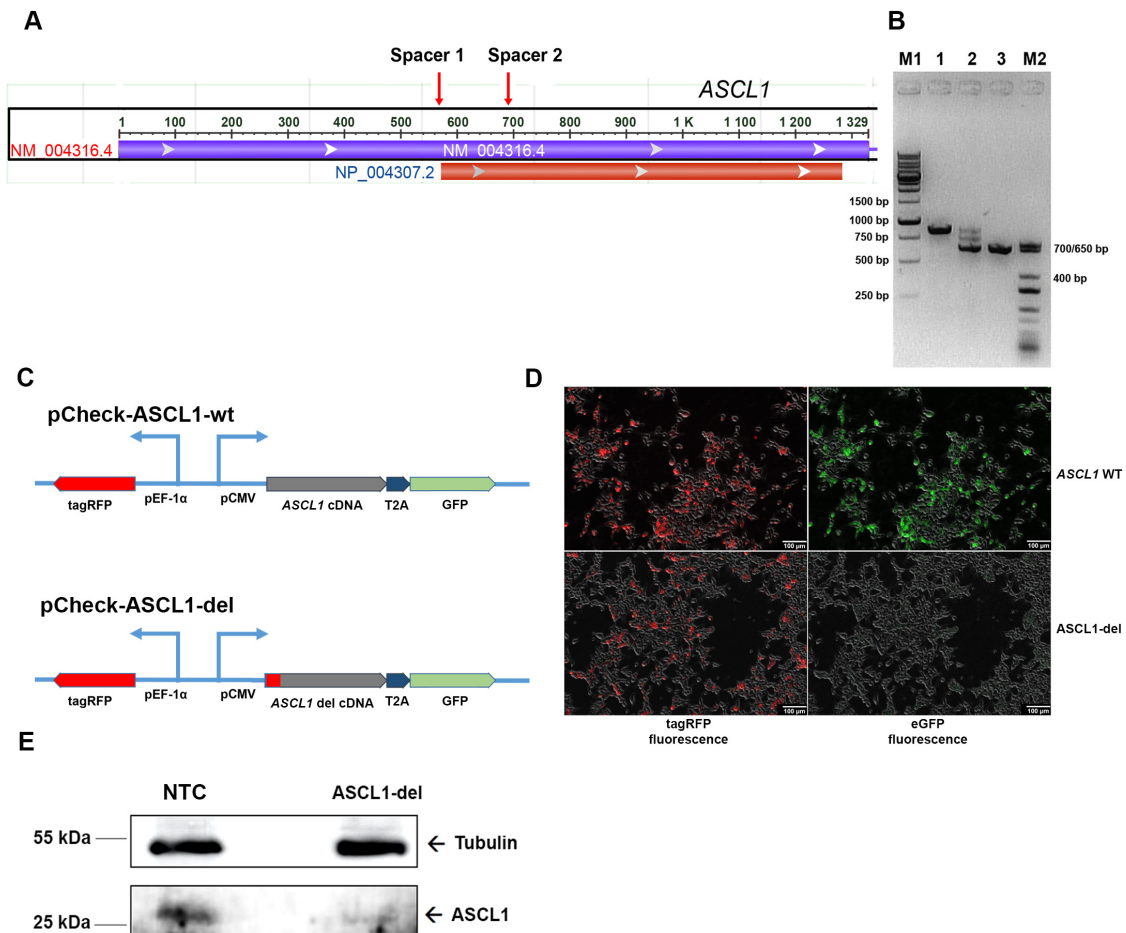 A
Spacer 1 Spacer 2
ASCL1
1 100 200 300 400 500 600 700 800 900 1 K 1 100 1 200 1 329
NM_004316.4 NM_004316.4
NP_004307.2
B
M1 1 2 3 M2
1500 bp
1000 bp
750 bp
500 bp
250 bp
700/650 bp
400 bp
C
pCheck-ASCL1-wt
tagRFP pEF-1α pCMV ASCL1 cDNA T2A GFP
pCheck-ASCL1-del
tagRFP pEF-1α pCMV ASCL1 del cDNA T2A GFP
D
ASCL1 WT
100 μm 100 μm
ASCL1-del
100 μm 100 μm
tagRFP eGFP
fluorescence fluorescence
E
NTC ASCL1-del
55 kDa Tubulin
25 kDa ASCL1